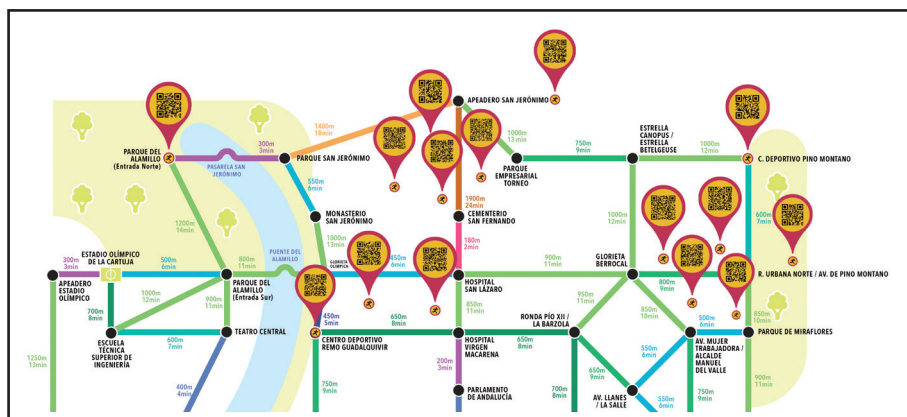 APEADERO SAN JERÓNIMO
1400m
18min
1000m
13min
PARQUE DEL
ALAMILLO
(Entrada Norte)
300m
3min
PASARELA SAN
JERÓNIMO
PARQUE SAN JERÓNIMO
PARQUE
EMPRESARIAL
TORNEO
750m
9min
ESTRELLA
CANOPUS /
ESTRELLA
BETELGEUSE
1000m
12min
C. DEPORTIVO PINO MONTANO
550m
6min
1900m
24min
1200m
14min
MONASTERIO
SAN JERÓNIMO
CEMENTERIO
SAN FERNANDO
1000m
12min
600m
7min
1000m
13min
180m
2min
ESTADIO OLÍMPICO
DE LA CARTUJA
PUENTE DEL
ALAMILLO
GLORIETA
OLÍMPICA
GLORIETA
BERROCAL
300m
3min
500m
6min
800m
11min
450m
6min
900m
11min
800m
9min
R. URBANA NORTE / AV. DE PINO MONTANO
APEADERO
ESTADIO
OLÍMPICO
1000m
12min
PARQUE DEL
ALAMILLO
(Entrada Sur)
HOSPITAL
SAN LÁZARO
700m
8min
900m
11min
450m
5min
850m
11min
950m
11min
850m
10min
500m
6min
850m
10min
ESCUELA
TÉCNICA
SUPERIOR DE
INGENIERÍA
600m
7min
TEATRO CENTRAL
CENTRO DEPORTIVO
REMO GUADALQUIVIR
650m
8min
HOSPITAL
VIRGEN
MACARENA
650m
8min
RONDA PÍO XII /
LA BARZOLA
550m
6min
AV. MUJER
TRABAJADORA /
ALCALDE
MANUEL
DEL VALLE
PARQUE DE MIRAFLORES
1250m
13min
400m
4min
750m
9min
200m
3min
PARLAMENTO
DE ANDALUCÍA
700m
8min
650m
9min
AV. LLANES
/ LA SALLE
550m
6min
750m
9min
900m
11min